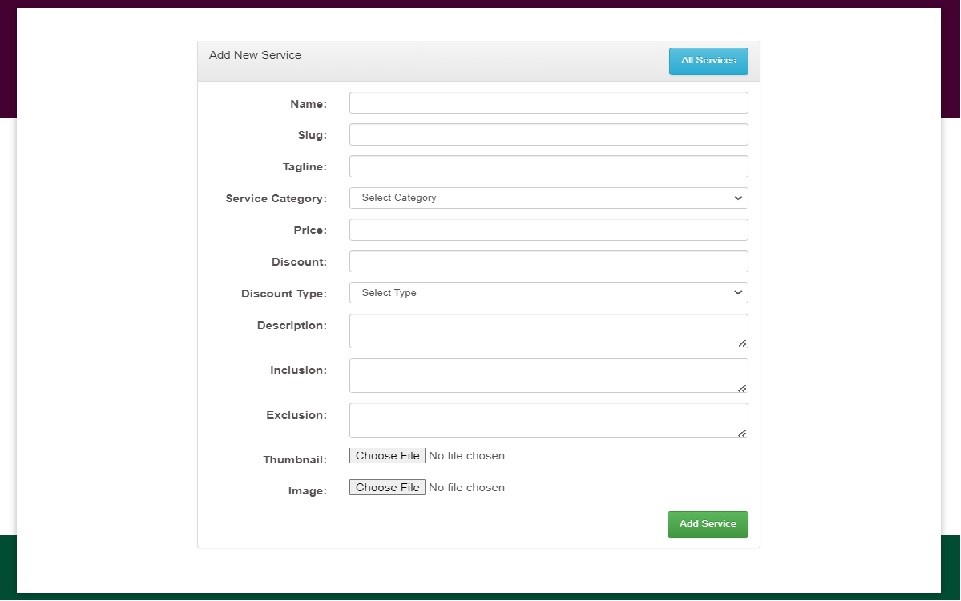 Add New Service
All Services
Name:
Slug:
Tagline:
Service Category: Select Category
Price:
Discount:
Discount Type: Select Type
Description:
Inclusion:
Exclusion:
Thumbnail: Choose File No file chosen
Image: Choose File No file chosen
Add Service